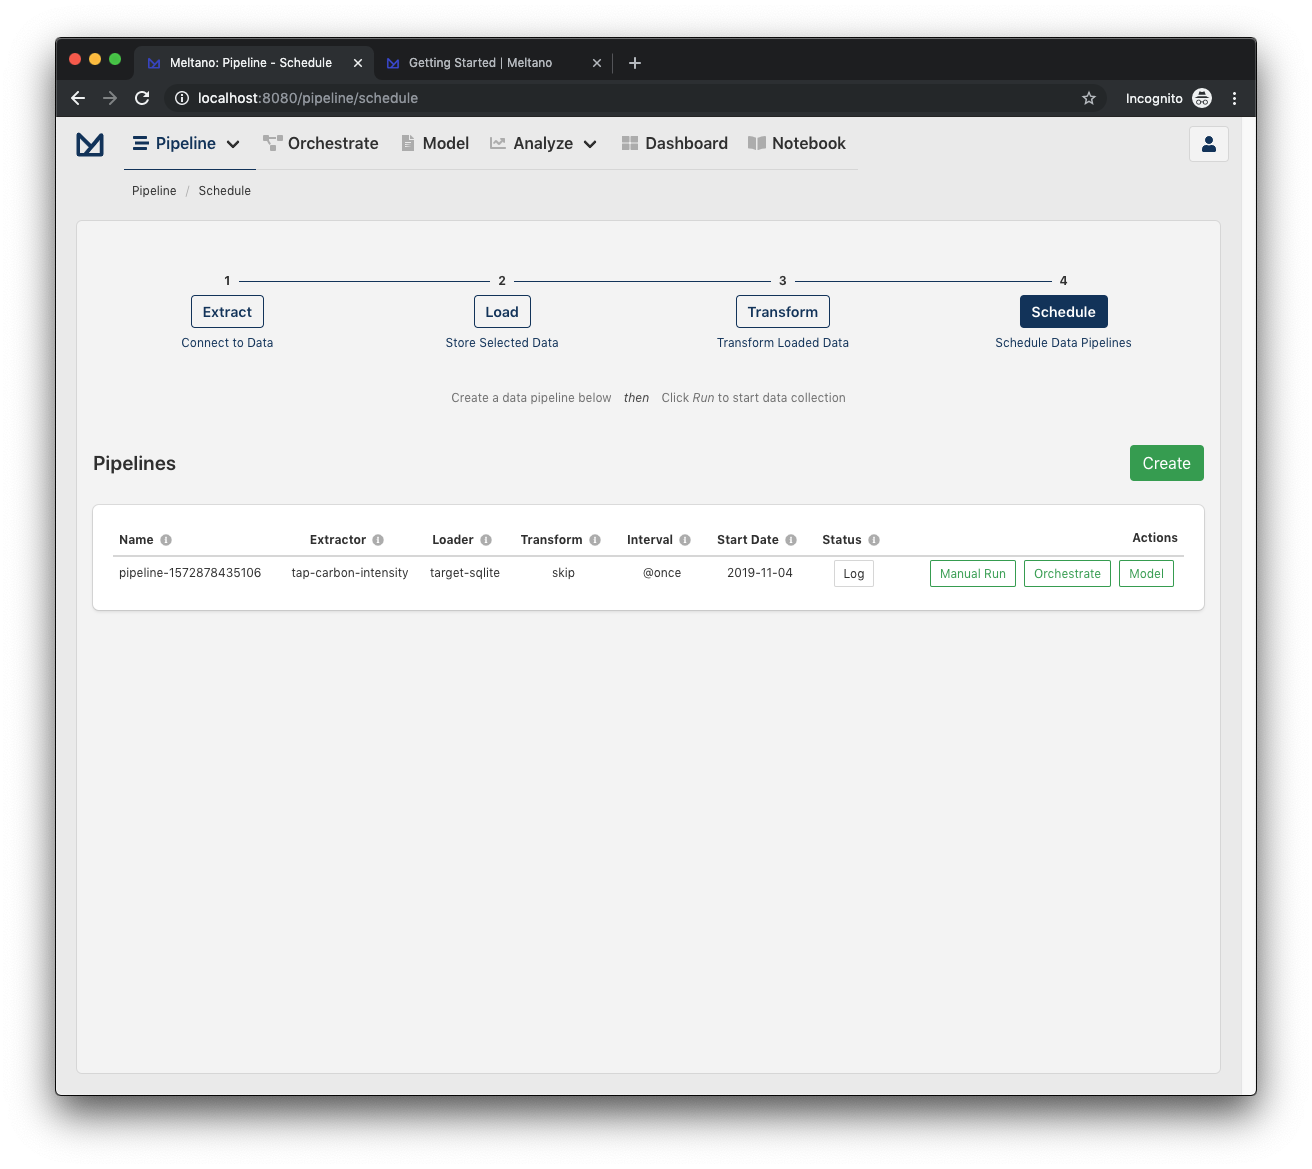 Meltano: Pipeline - Schedule
Getting Started | Meltano
localhost:8080/pipeline/schedule
Incognito
Pipeline Orchestrate Model Analyze Dashboard Notebook
Pipeline / Schedule
1 2 3 4
Extract Load Transform Schedule
Connect to Data Store Selected Data Transform Loaded Data Schedule Data Pipelines
Create a data pipeline below then Click Run to start data collection
Pipelines Create
Name Extractor Loader Transform Interval Start Date Status Actions
pipeline-1572878435106 tap-carbon-intensity target-sqlite skip @once 2019-11-04 Log Manual Run Orchestrate Model